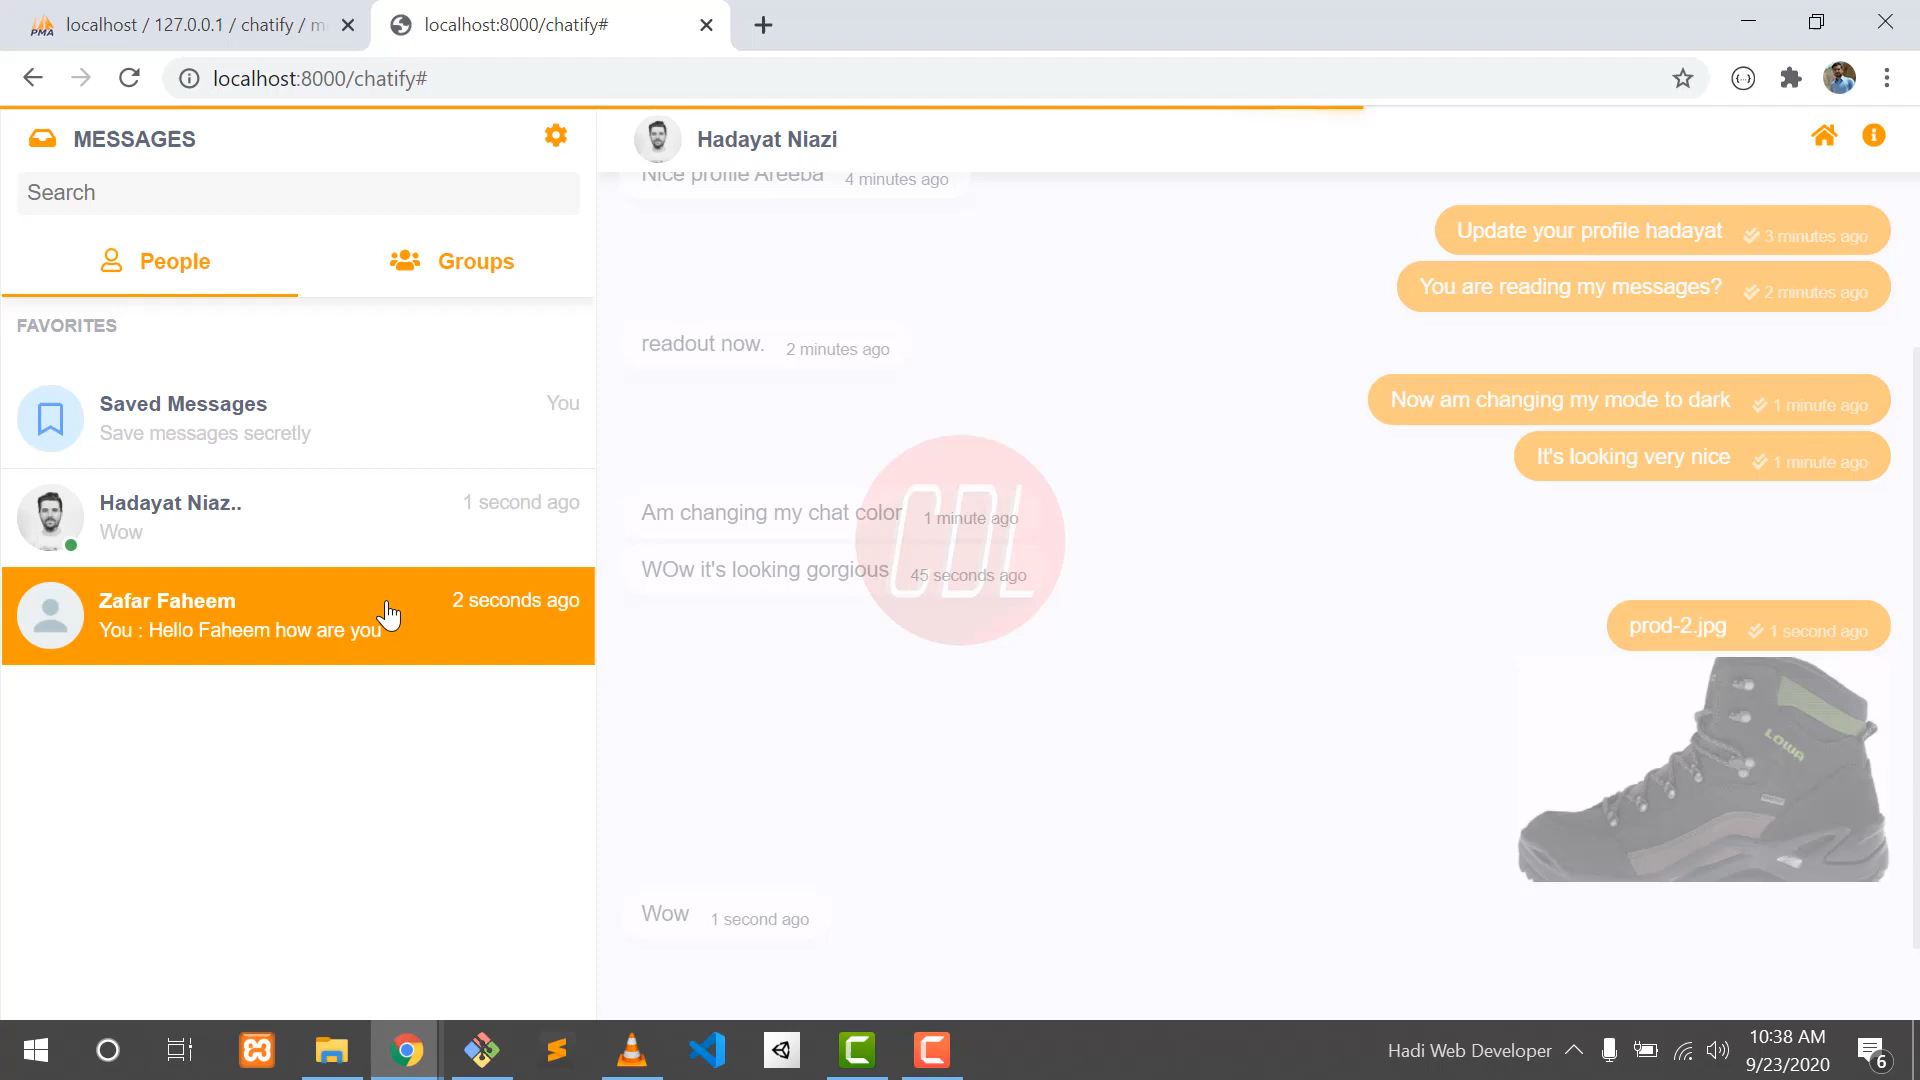 localhost / 127.0.0.1 / chatify / m
localhost:8000/chatify#
localhost:8000/chatify#
MESSAGES
Search
People
Groups
FAVORITES
Saved Messages
You
Save messages secretly
Hadayat Niaz..
1 second ago
Wow
Zafar Faheem
2 seconds ago
You : Hello Faheem how are you
Hadayat Niazi
Nice profile Areeba 4 minutes ago
Update your profile hadayat 3 minutes ago
You are reading my messages? 2 minutes ago
readout now. 2 minutes ago
Now am changing my mode to dark 1 minute ago
It's looking very nice 1 minute ago
Am changing my chat color 1 minute ago
WOw it's looking gorgious 45 seconds ago
CDL
prod-2.jpg 1 second ago
LOWA
Wow 1 second ago
Hadi Web Developer
10:38 AM
9/23/2020
6